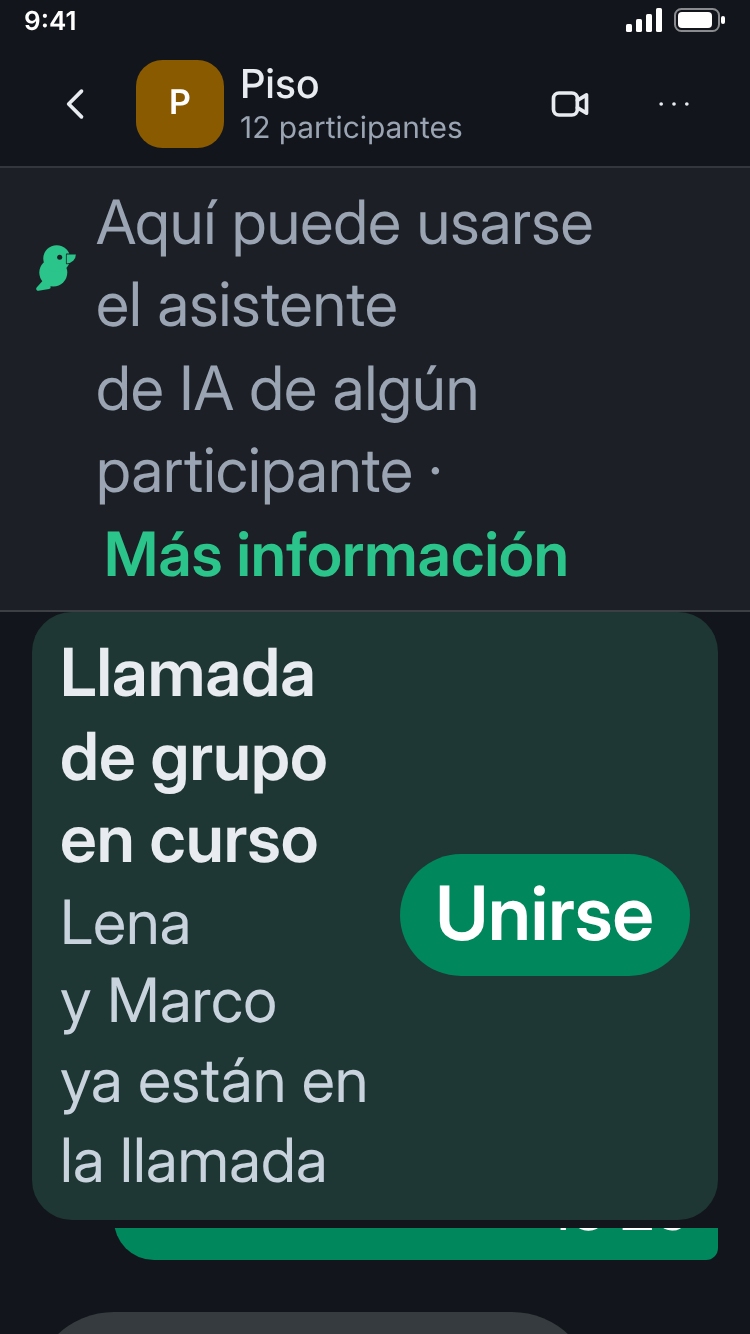 9:41
P
Piso
12 participantes
Aquí puede usarse
el asistente
de IA de algún
participante ·
Más información
Llamada
de grupo
en curso
Lena
y Marco
ya están en
la llamada
Unirse